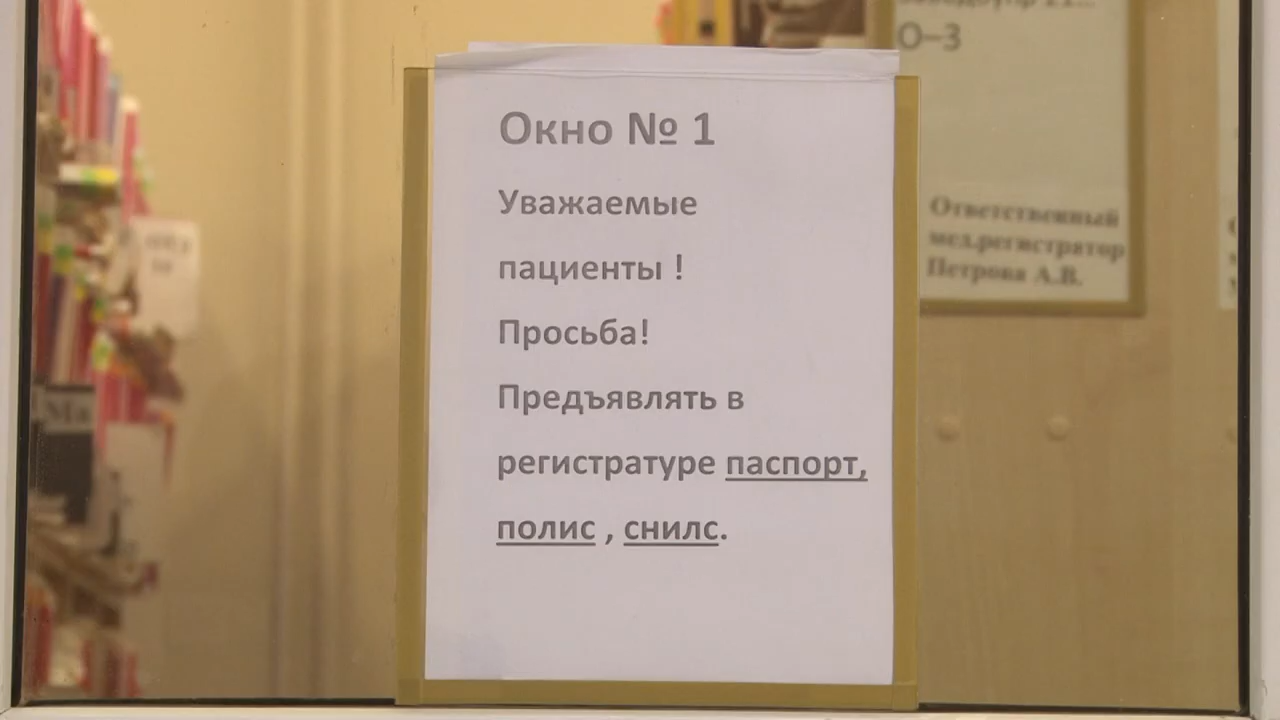 Окно № 1
Уважаемые
пациенты !
Просьба!
Предъявлять в
регистратуре паспорт,
полис , снилс.
О–3
Ответственный
мед.регистратор
Петрова А.В.